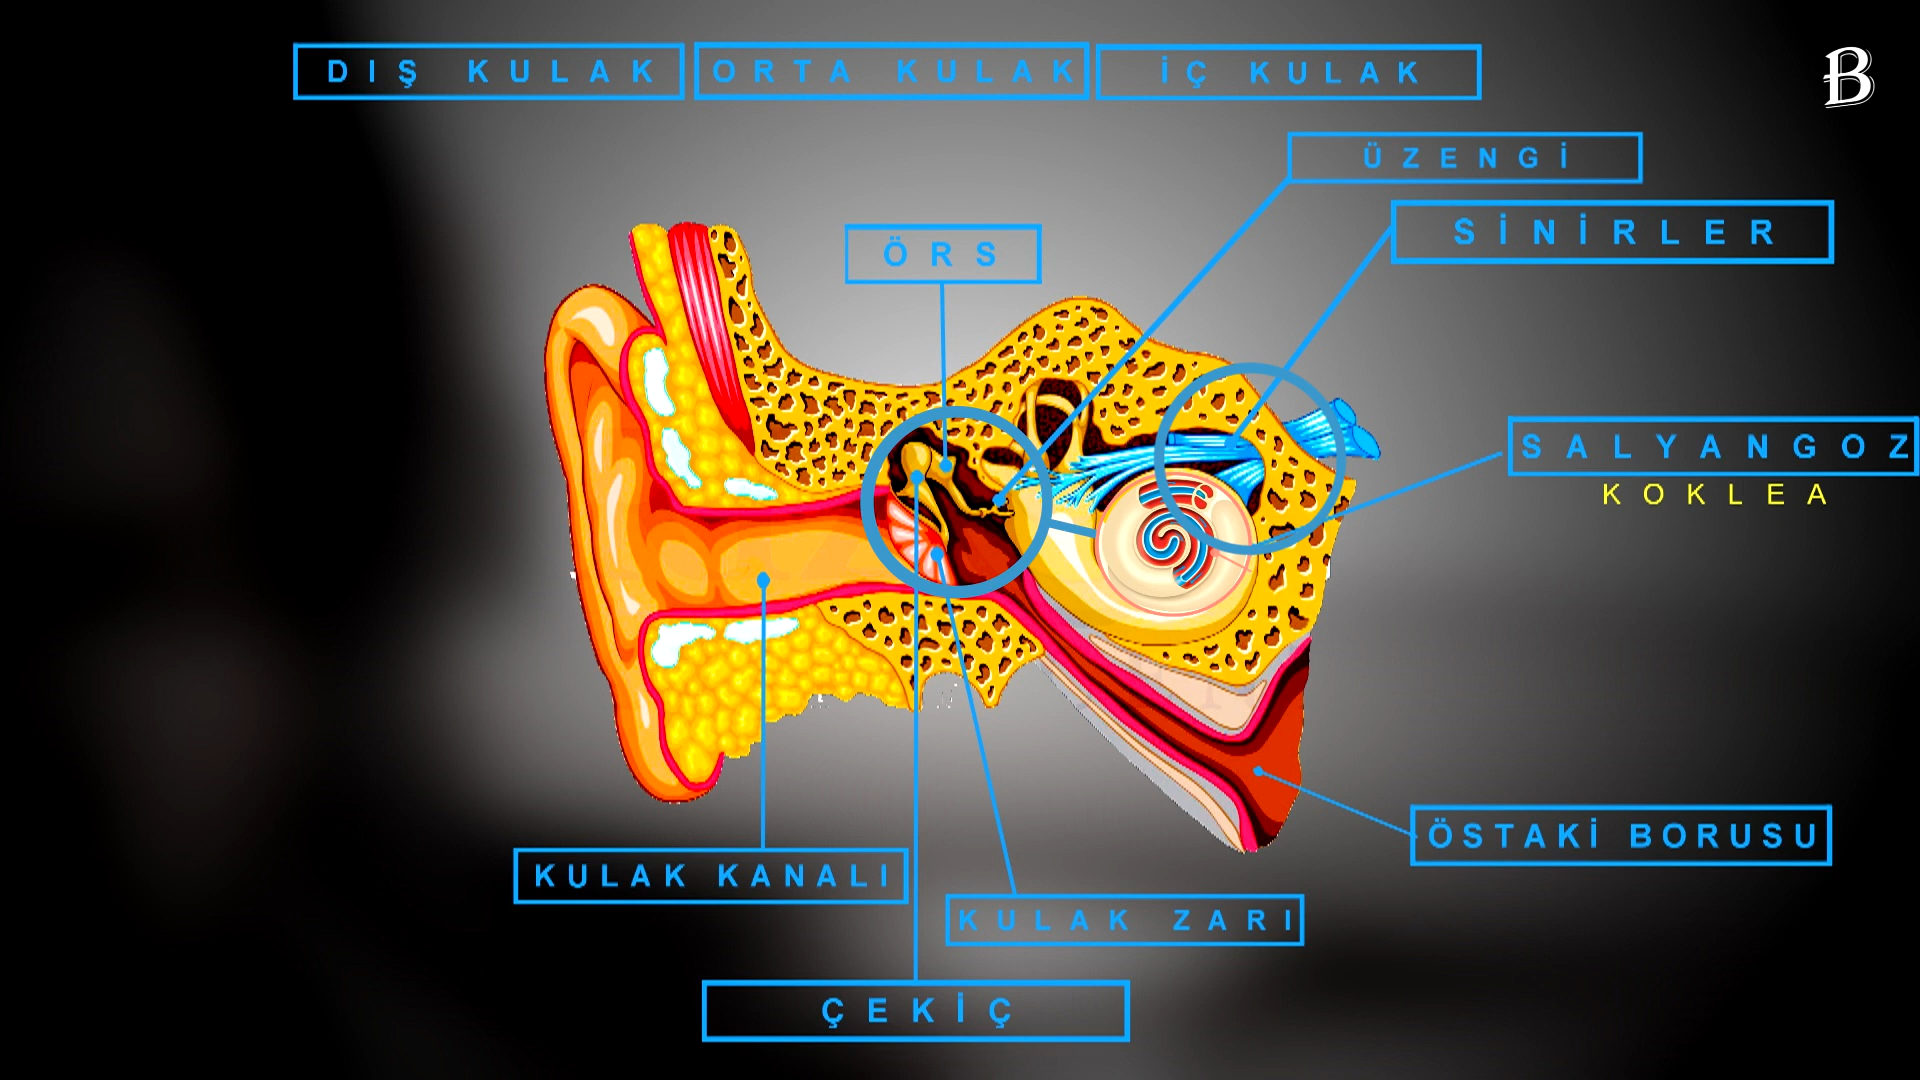 DIŞ KULAK
ORTA KULAK
İÇ KULAK
B
ÜZENGİ
SİNİRLER
ÖRS
SALYANGOZ
KOKLEA
ÖSTAKİ BORUSU
KULAK KANALI
KULAK ZARI
ÇEKİÇ